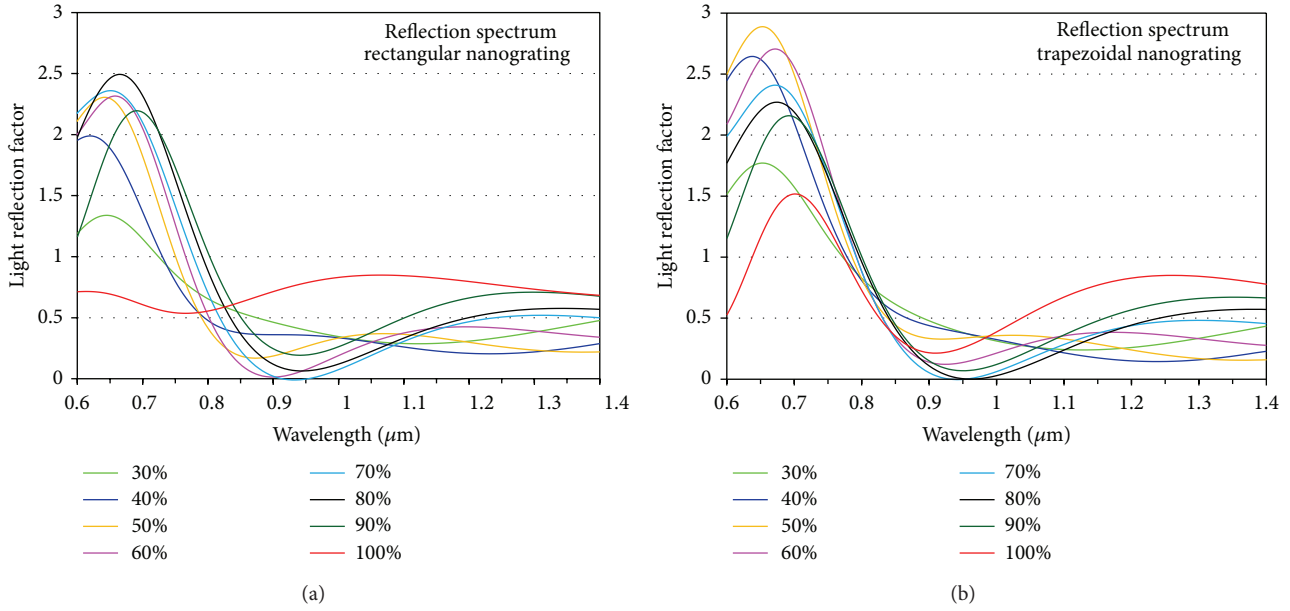 Reflection spectrum
rectangular nanograting
3
2.5
2
1.5
1
0.5
0
Light reflection factor
0.6 0.7 0.8 0.9 1 1.1 1.2 1.3 1.4
Wavelength (μm)
30% 70%
40% 80%
50% 90%
60% 100%
(a)
Reflection spectrum
trapezoidal nanograting
3
2.5
2
1.5
1
0.5
0
Light reflection factor
0.6 0.7 0.8 0.9 1 1.1 1.2 1.3 1.4
Wavelength (μm)
30% 70%
40% 80%
50% 90%
60% 100%
(b)